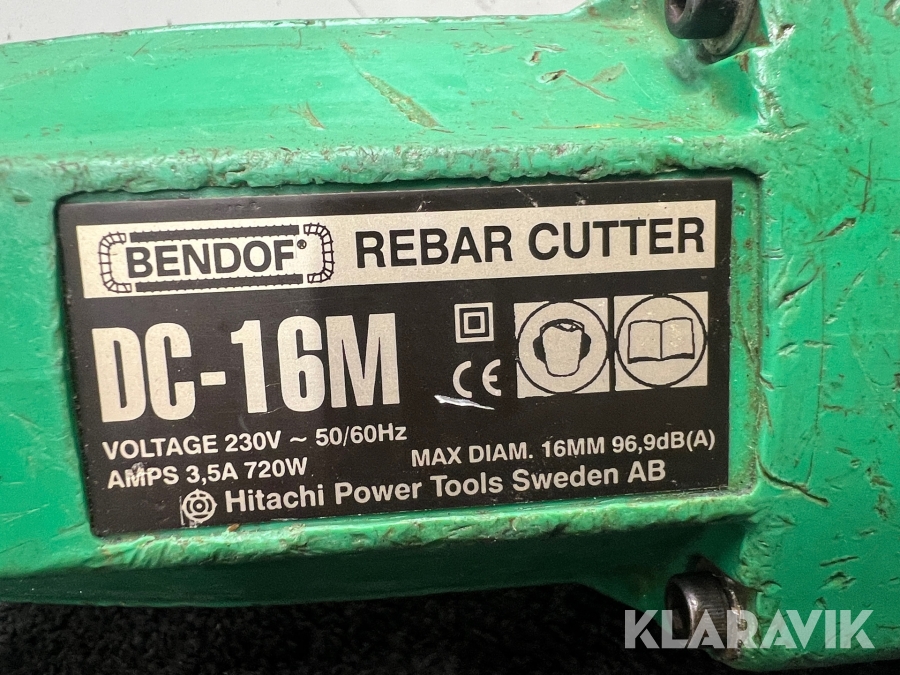 BENDOF® REBAR CUTTER
DC-16M
CE
VOLTAGE 230V ~ 50/60Hz
AMPS 3,5A 720W
MAX DIAM. 16MM 96,9dB(A)
Hitachi Power Tools Sweden AB
KLARAVIK